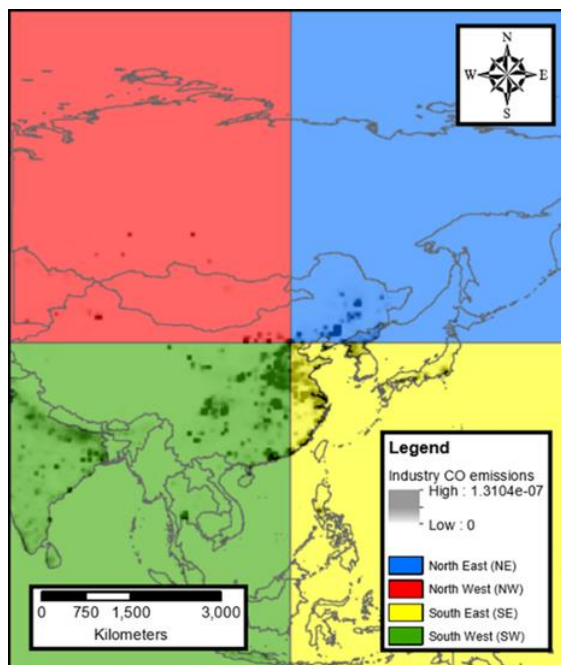 N
W E
S
Legend
Industry CO emissions
High : 1.3104e-07
Low : 0
North East (NE)
North West (NW)
South East (SE)
South West (SW)
0 750 1,500 3,000
Kilometers